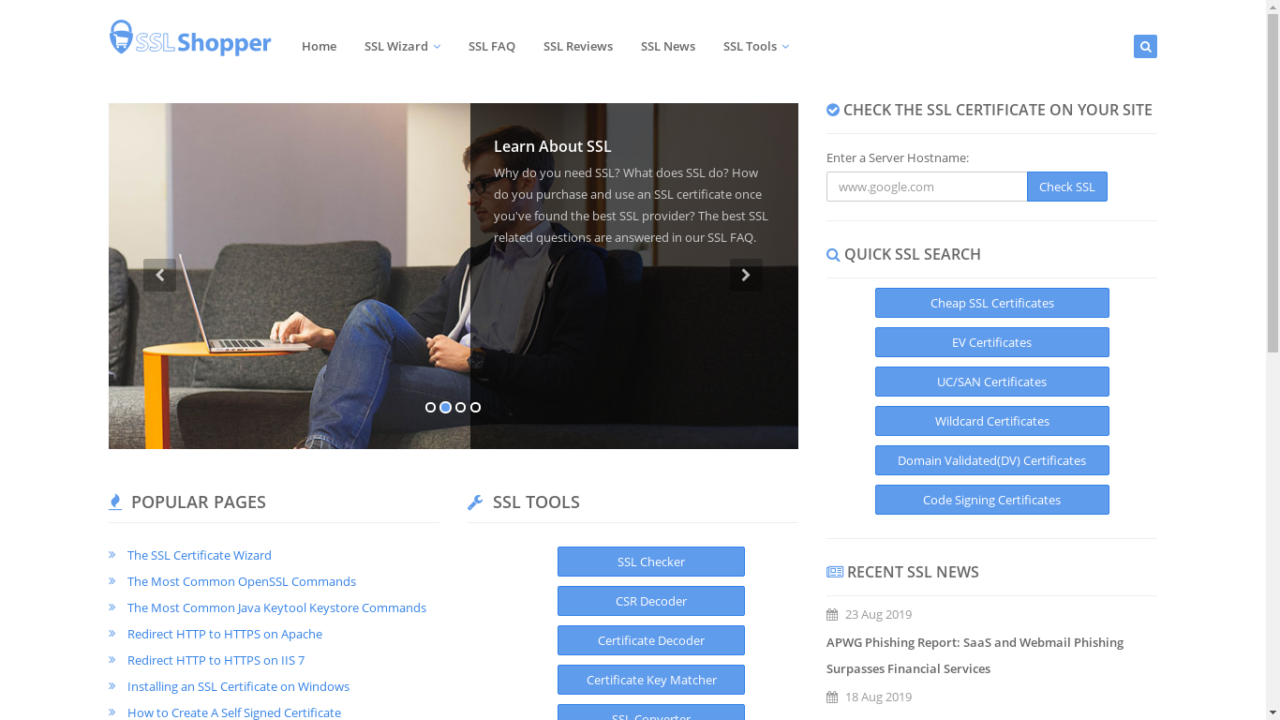 SSLShopper
Home
SSL Wizard
SSL FAQ
SSL Reviews
SSL News
SSL Tools
Learn About SSL
Why do you need SSL? What does SSL do? How
do you purchase and use an SSL certificate once
you've found the best SSL provider? The best SSL
related questions are answered in our SSL FAQ.
POPULAR PAGES
The SSL Certificate Wizard
The Most Common OpenSSL Commands
The Most Common Java Keytool Keystore Commands
Redirect HTTP to HTTPS on Apache
Redirect HTTP to HTTPS on IIS 7
Installing an SSL Certificate on Windows
How to Create A Self Signed Certificate
SSL TOOLS
SSL Checker
CSR Decoder
Certificate Decoder
Certificate Key Matcher
SSL Converter
CHECK THE SSL CERTIFICATE ON YOUR SITE
Enter a Server Hostname:
www.google.com
Check SSL
QUICK SSL SEARCH
Cheap SSL Certificates
EV Certificates
UC/SAN Certificates
Wildcard Certificates
Domain Validated(DV) Certificates
Code Signing Certificates
RECENT SSL NEWS
23 Aug 2019
APWG Phishing Report: SaaS and Webmail Phishing
Surpasses Financial Services
18 Aug 2019